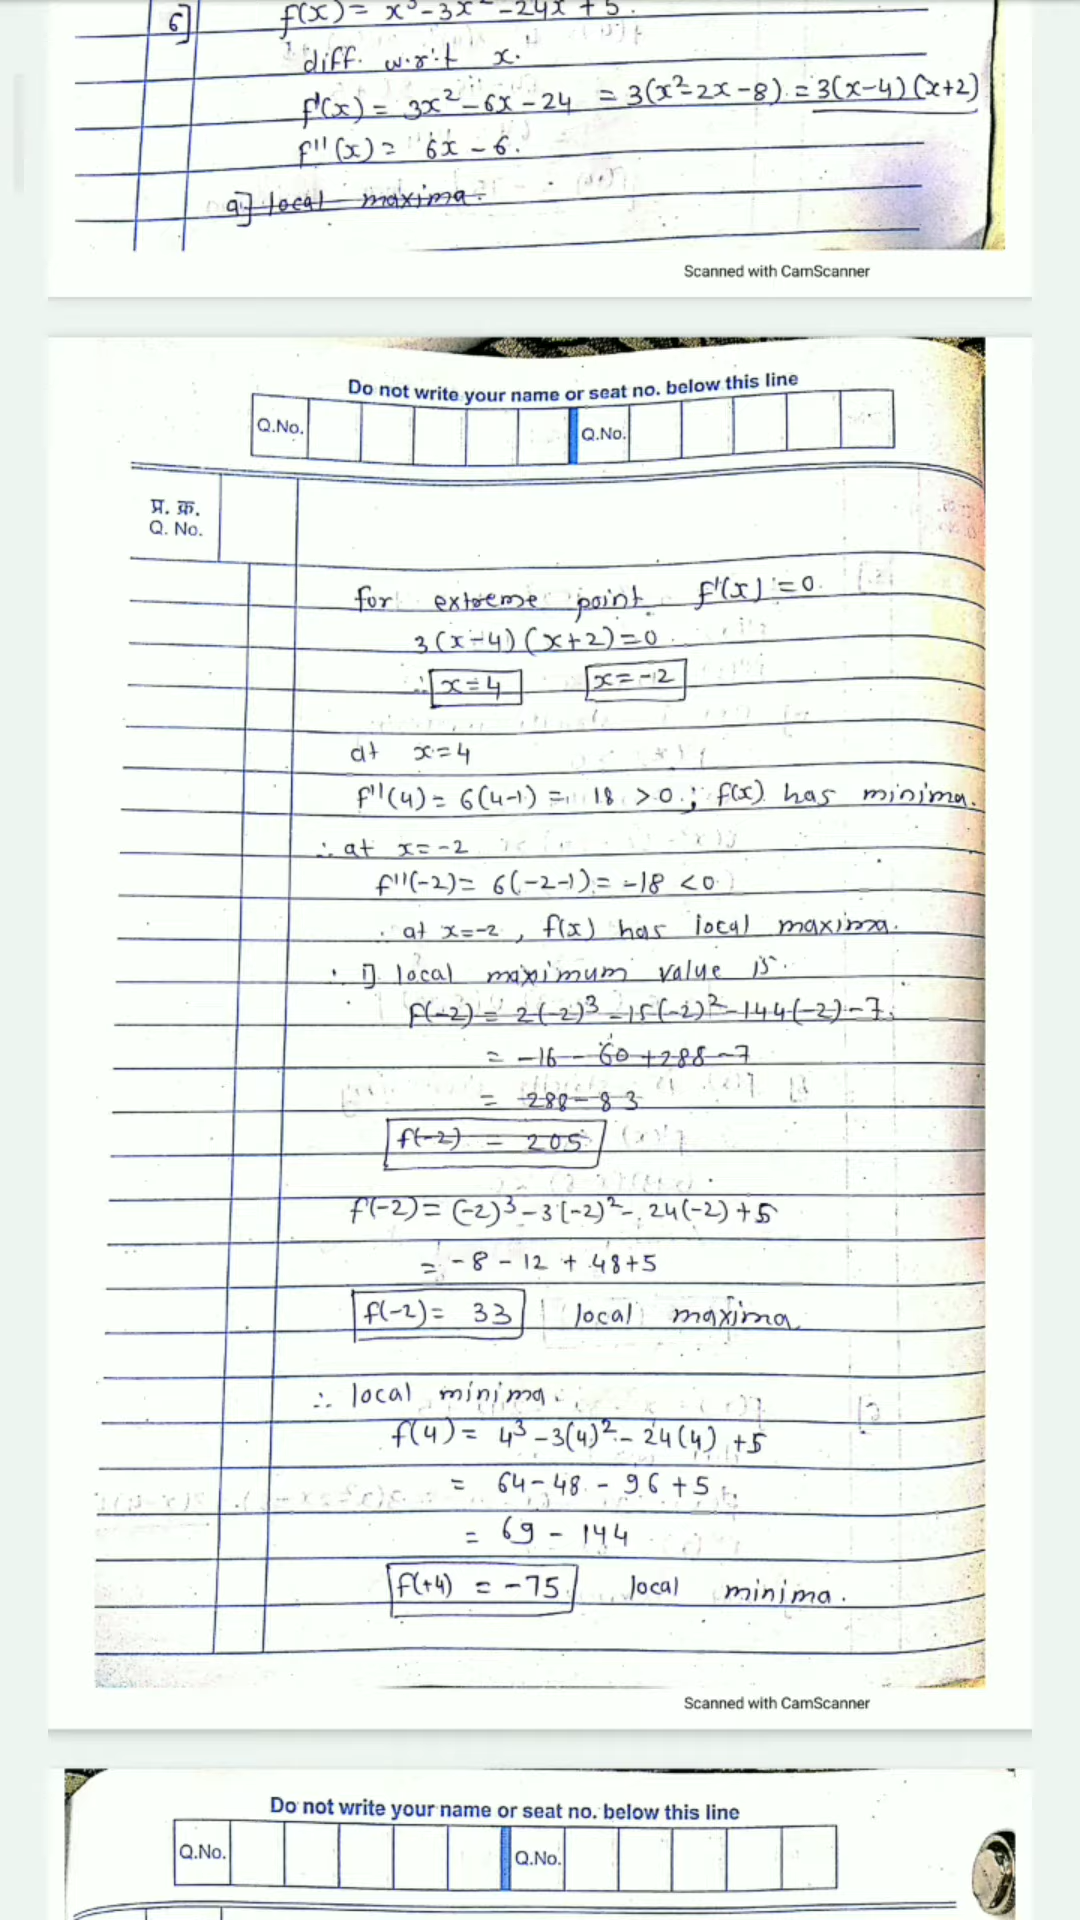 6]
f(x) = x³ - 3x² - 24x + 5.
diff. w.r.t x.
f'(x) = 3x² - 6x - 24 = 3(x² - 2x - 8) = 3(x-4)(x+2)
f''(x) = 6x - 6.
a] local maxima.
Scanned with CamScanner
Do not write your name or seat no. below this line
Q.No. Q.No.
प्र. क्र.
Q. No.
for extreme point f'(x) = 0.
3(x-4)(x+2) = 0
∴ x = 4 x = -2
at x = 4
f''(4) = 6(4-1) = 18 > 0 ; f(x) has minima.
∴ at x = -2
f''(-2) = 6(-2-1) = -18 < 0
∴ at x = -2, f(x) has local maxima.
∴ 1] local maximum value is.
f(-2) = 2(-2)³ - 15(-2)² - 144(-2) - 7.
= -16 - 60 + 288 - 7
= 288 - 83
f(-2) = 205
f(-2) = (-2)³ - 3(-2)² - 24(-2) + 5
= -8 - 12 + 48 + 5
f(-2) = 33 local maxima
∴ local minima.
f(4) = 4³ - 3(4)² - 24(4) + 5
= 64 - 48 - 96 + 5
= 69 - 144
f(+4) = -75 local minima.
Scanned with CamScanner
Do not write your name or seat no. below this line
Q.No. Q.No.